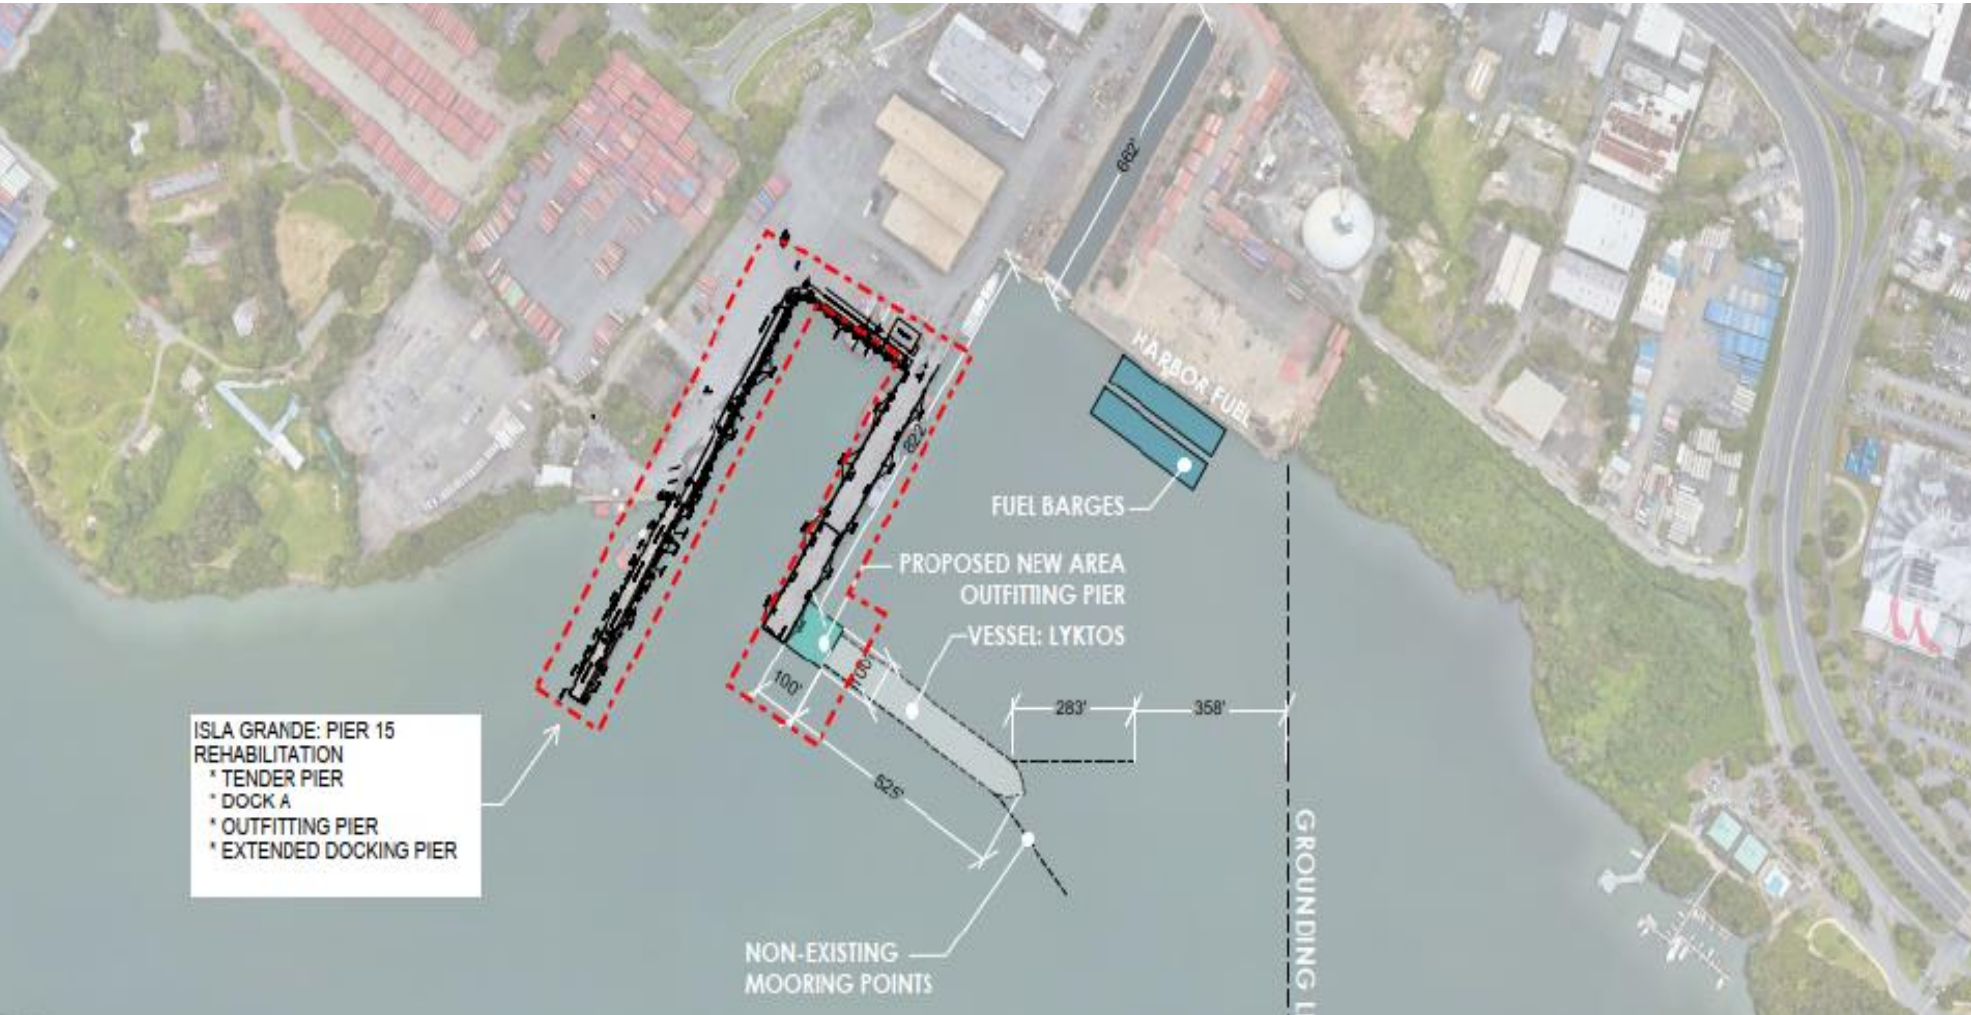 662'
HARBOR FUEL
822'
FUEL BARGES
PROPOSED NEW AREA
OUTFITTING PIER
VESSEL: LYKTOS
100'
100'
283'
358'
525'
ISLA GRANDE: PIER 15
REHABILITATION
* TENDER PIER
* DOCK A
* OUTFITTING PIER
* EXTENDED DOCKING PIER
GROUNDING L
NON-EXISTING
MOORING POINTS